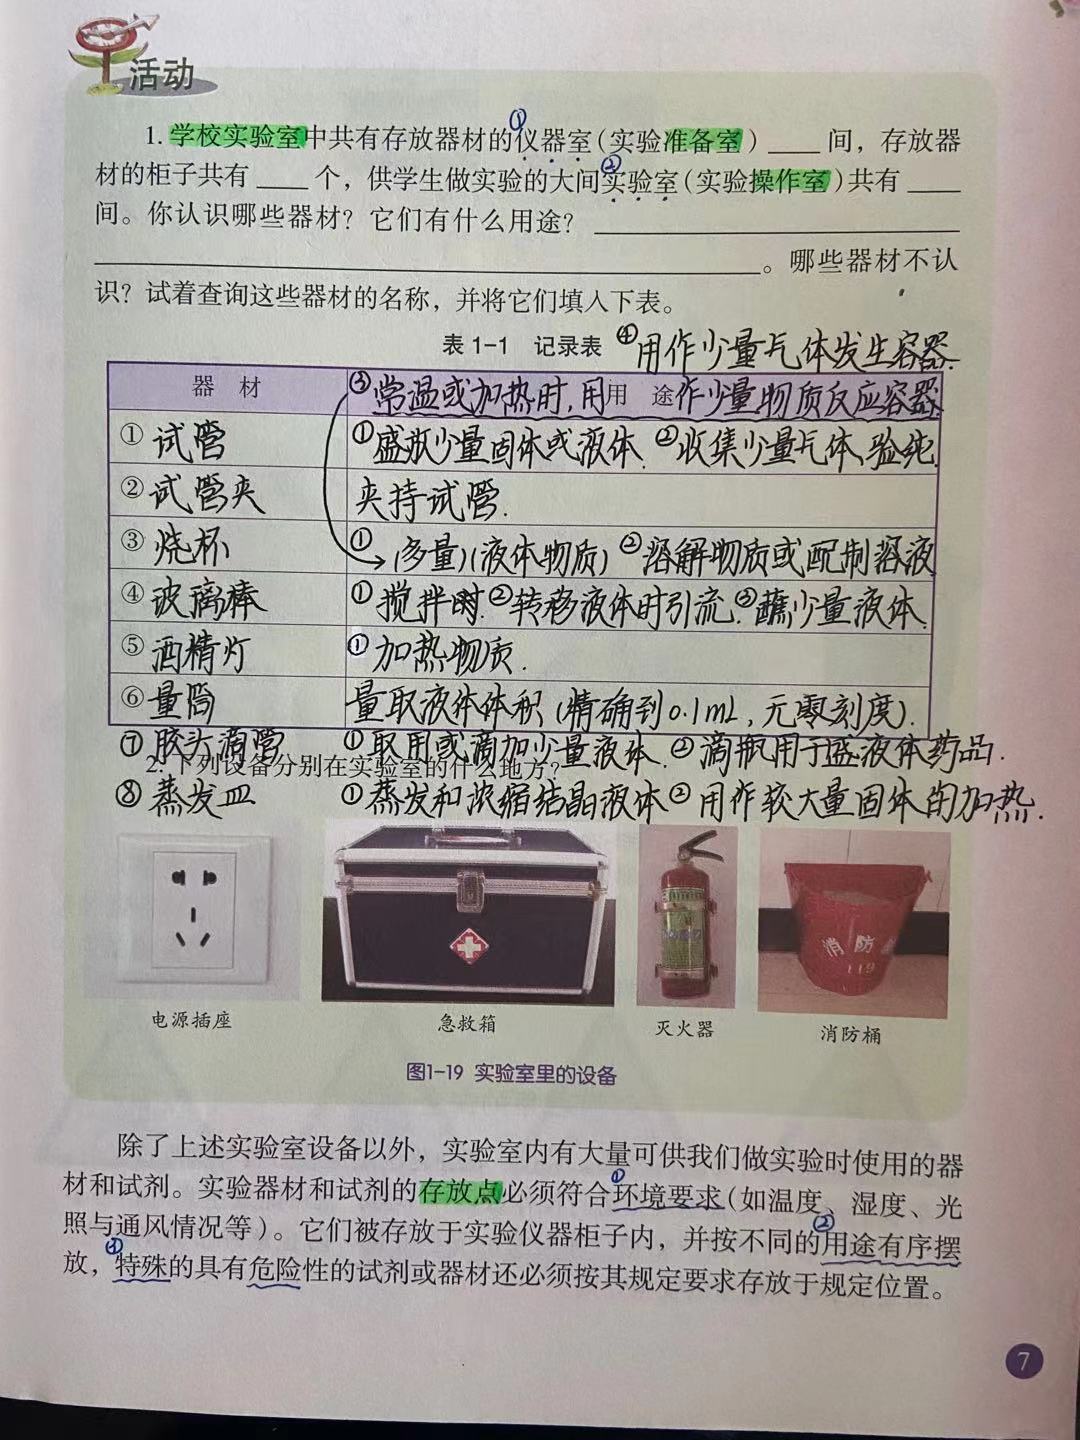 活动
1. 学校实验室中共有存放器材的仪器室(实验准备室)____间，存放器
①
材的柜子共有____个，供学生做实验的大间实验室(实验操作室)共有____
②
间。你认识哪些器材？它们有什么用途？____
____。哪些器材不认
识？试着查询这些器材的名称，并将它们填入下表。
表1-1 记录表 ④用作少量气体发生容器.
器 材 用 途
③常温或加热时,用作少量物质反应容器.
①试管 ①盛放少量固体或液体. ②收集少量气体、验纯.
②试管夹 夹持试管.
③烧杯 ①(多量)(液体物质) ②溶解物质或配制溶液
④玻璃棒 ①搅拌时.②转移液体时引流.③蘸少量液体.
⑤酒精灯 ①加热物质.
⑥量筒 量取液体体积(精确到0.1mL,无零刻度).
⑦胶头滴管 ①取用或滴加少量液体.②滴瓶用于盛液体药品.
2. 下列设备分别在实验室的什么地方？
⑧蒸发皿 ①蒸发和浓缩结晶液体②用作较大量固体的加热.
消防
119
电源插座 急救箱 灭火器 消防桶
图1-19 实验室里的设备
除了上述实验室设备以外，实验室内有大量可供我们做实验时使用的器
材和试剂。实验器材和试剂的存放点必须符合环境要求(如温度、湿度、光
①
照与通风情况等)。它们被存放于实验仪器柜子内，并按不同的用途有序摆
②
放，特殊的具有危险性的试剂或器材还必须按其规定要求存放于规定位置。
③
7